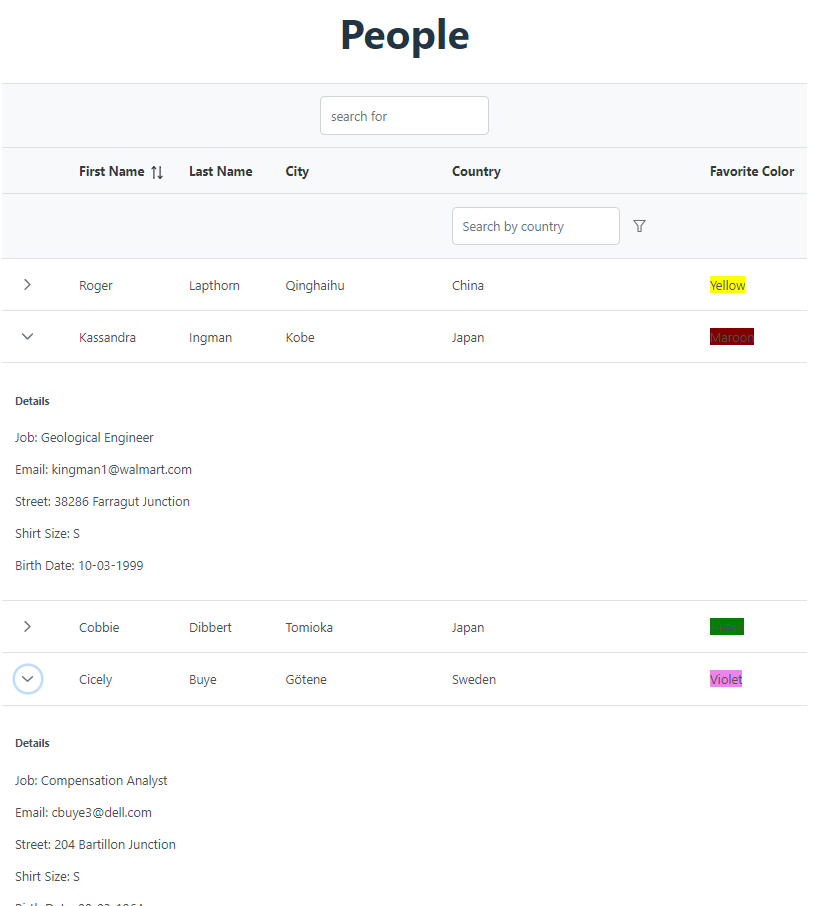 People
search for
First Name Last Name City Country Favorite Color
Search by country
Roger Lapthorn Qinghaihu China Yellow
Kassandra Ingman Kobe Japan Maroon
Details
Job: Geological Engineer
Email: kingman1@walmart.com
Street: 38286 Farragut Junction
Shirt Size: S
Birth Date: 10-03-1999
Cobbie Dibbert Tomioka Japan
Cicely Buye Götene Sweden Violet
Details
Job: Compensation Analyst
Email: cbuye3@dell.com
Street: 204 Bartillon Junction
Shirt Size: S